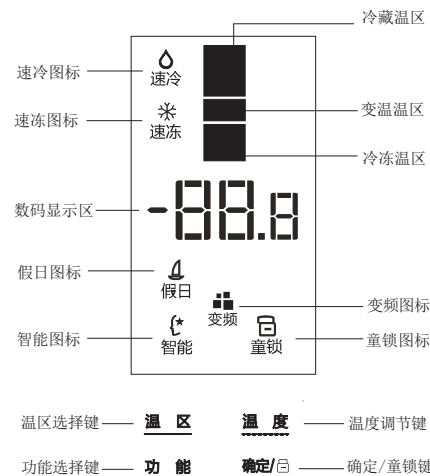 冷藏温区
速冷图标
速冷
变温温区
速冻图标
速冻
冷冻温区
数码显示区
-88.8
假日图标
假日
变频图标
变频
智能图标
智能
童锁
童锁图标
温区选择键
温 区
温 度
温度调节键
功能选择键
功 能
确定/
确定/童锁键